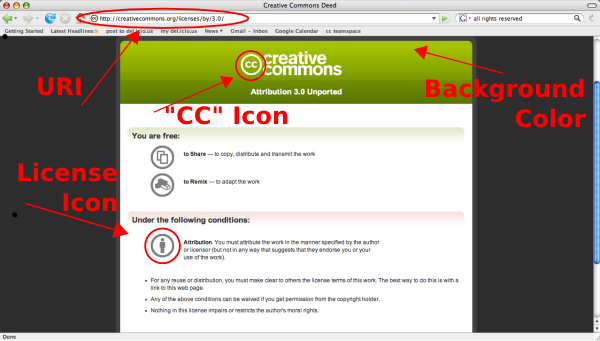 Creative Commons Deed
http://creativecommons.org/licenses/by/3.0/
all rights reserved
Getting Started Latest Headlines post to del.icio.us my del.icio.us News Gmail - Inbox Google Calendar cc teamspace
cc creative
commons
Attribution 3.0 Unported
URI
"CC" Icon
Background
Color
You are free:
to Share — to copy, distribute and transmit the work
to Remix — to adapt the work
License
Icon
Under the following conditions:
Attribution. You must attribute the work in the manner specified by the author
or licensor (but not in any way that suggests that they endorse you or your
use of the work).
• For any reuse or distribution, you must make clear to others the license terms of this work. The best way to do this is with a
link to this web page.
• Any of the above conditions can be waived if you get permission from the copyright holder.
• Nothing in this license impairs or restricts the author's moral rights.
Done